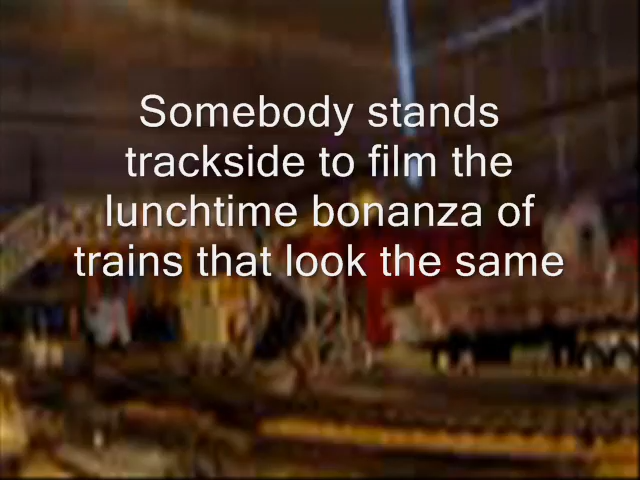 Somebody stands
trackside to film the
lunchtime bonanza of
trains that look the same